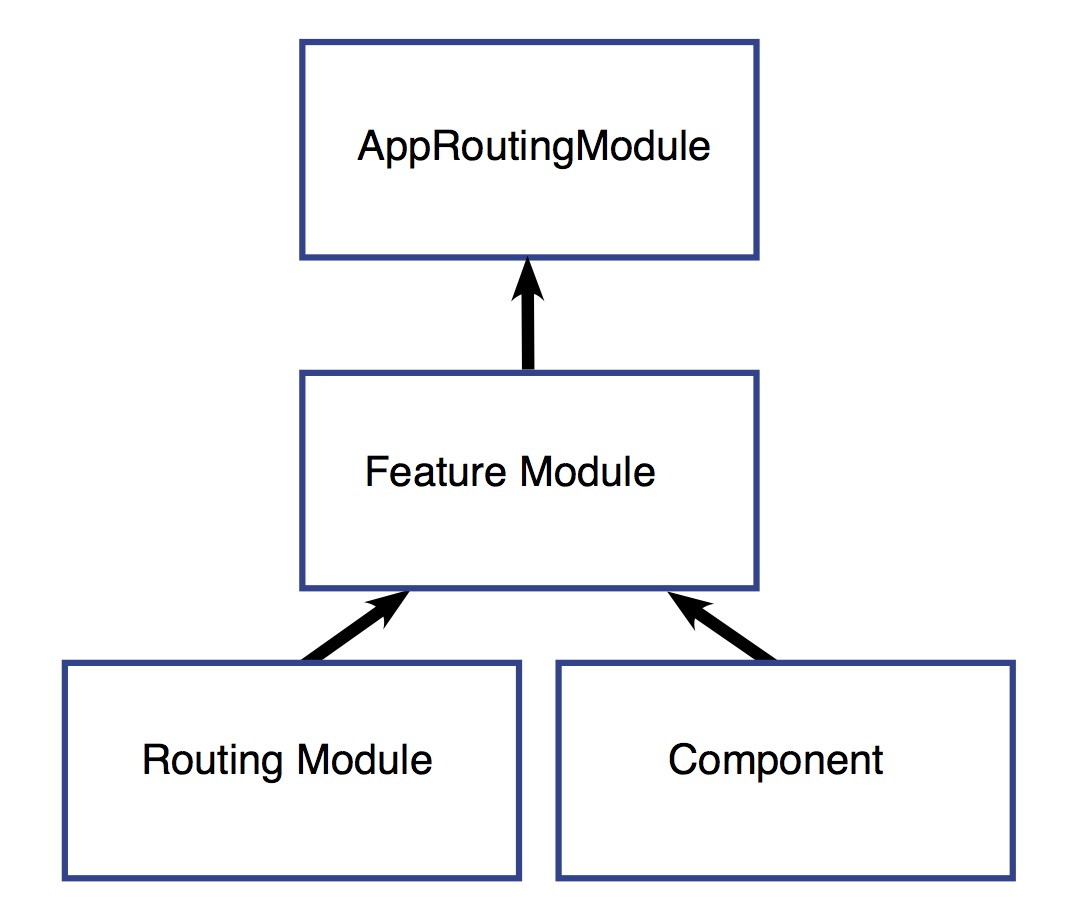 AppRoutingModule
Feature Module
Routing Module
Component